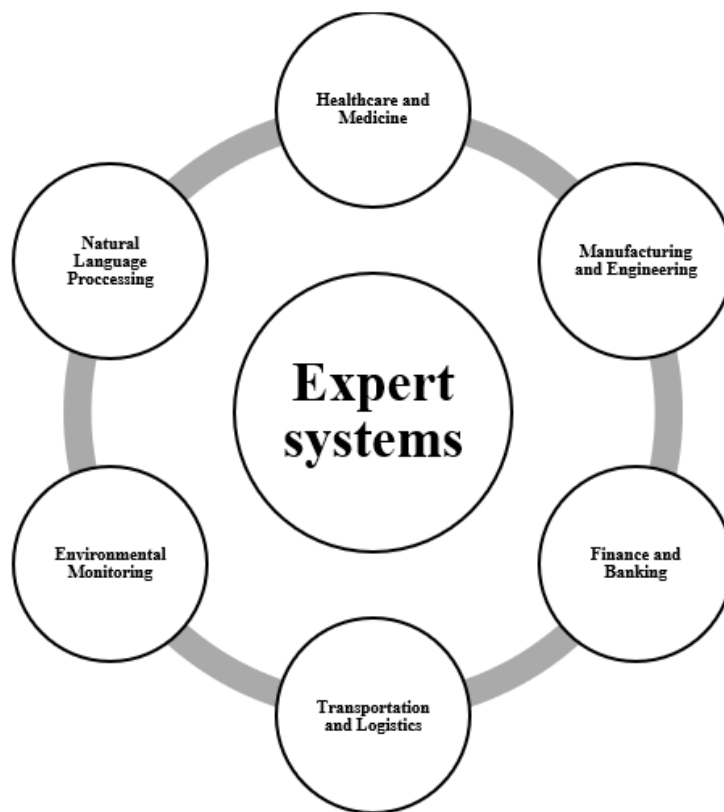 Healthcare and
Medicine
Natural
Language
Proccessing
Manufacturing
and Engineering
Expert
systems
Environmental
Monitoring
Finance and
Banking
Transportation
and Logistics